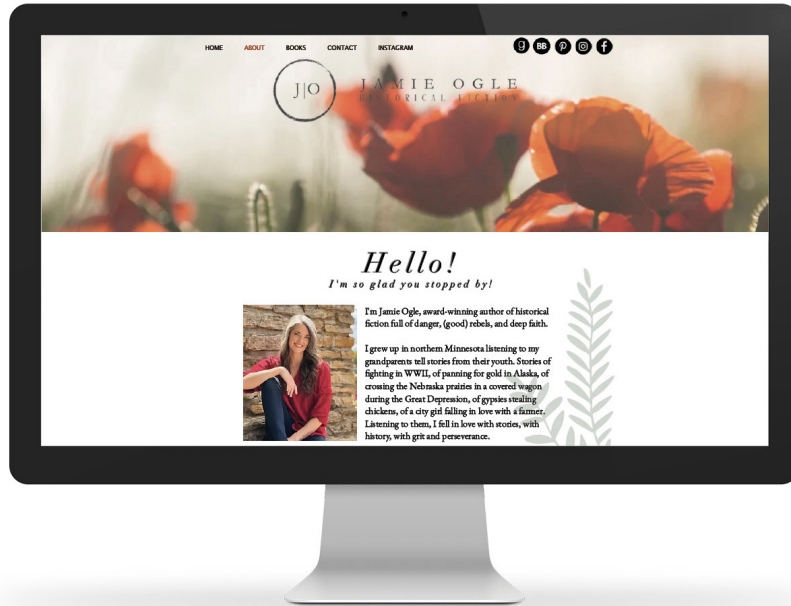 HOME ABOUT BOOKS CONTACT INSTAGRAM
g BB
J|O
JAMIE OGLE
HISTORICAL FICTION
Hello!
I'm so glad you stopped by!
I'm Jamie Ogle, award-winning author of historical
fiction full of danger, (good) rebels, and deep faith.
I grew up in northern Minnesota listening to my
grandparents tell stories from their youth. Stories of
fighting in WWII, of panning for gold in Alaska, of
crossing the Nebraska prairies in a covered wagon
during the Great Depression, of gypsies stealing
chickens, of a city girl falling in love with a farmer.
Listening to them, I fell in love with stories, with
history, with grit and perseverance.